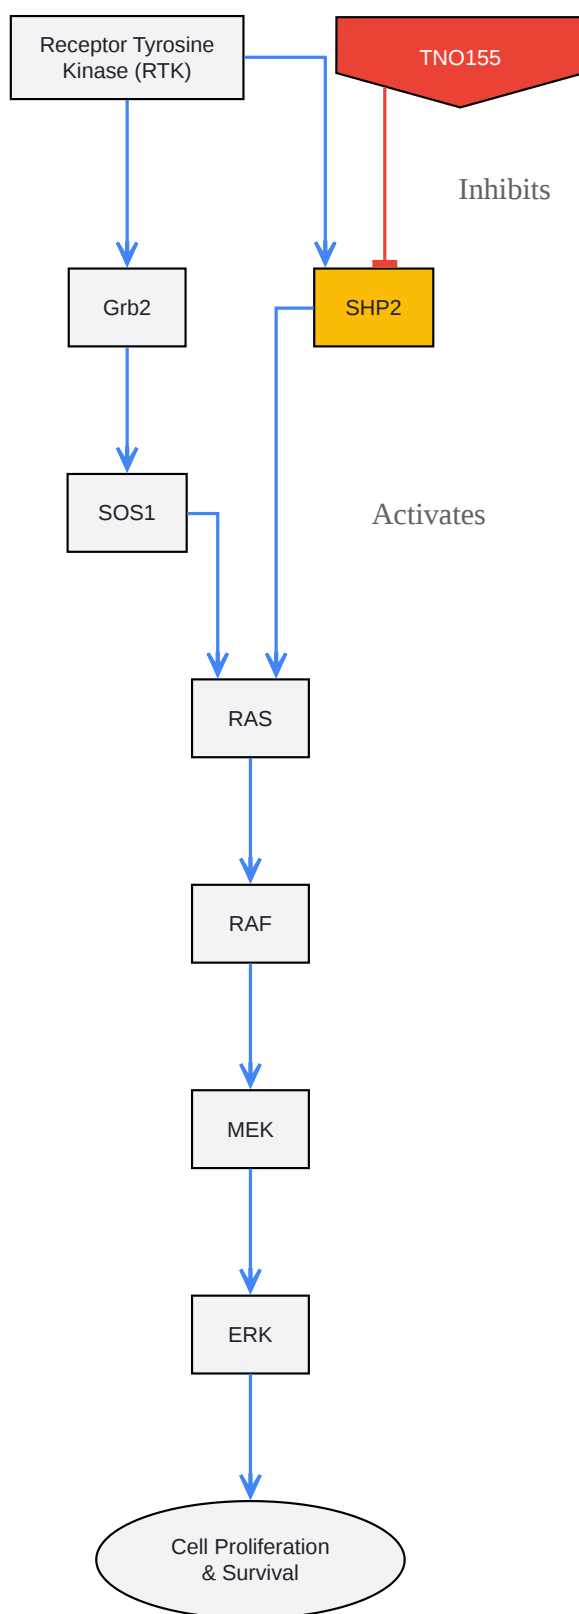 Receptor Tyrosine
Kinase (RTK)
TNO155
Inhibits
Grb2
SHP2
SOS1
Activates
RAS
RAF
MEK
ERK
Cell Proliferation
& Survival